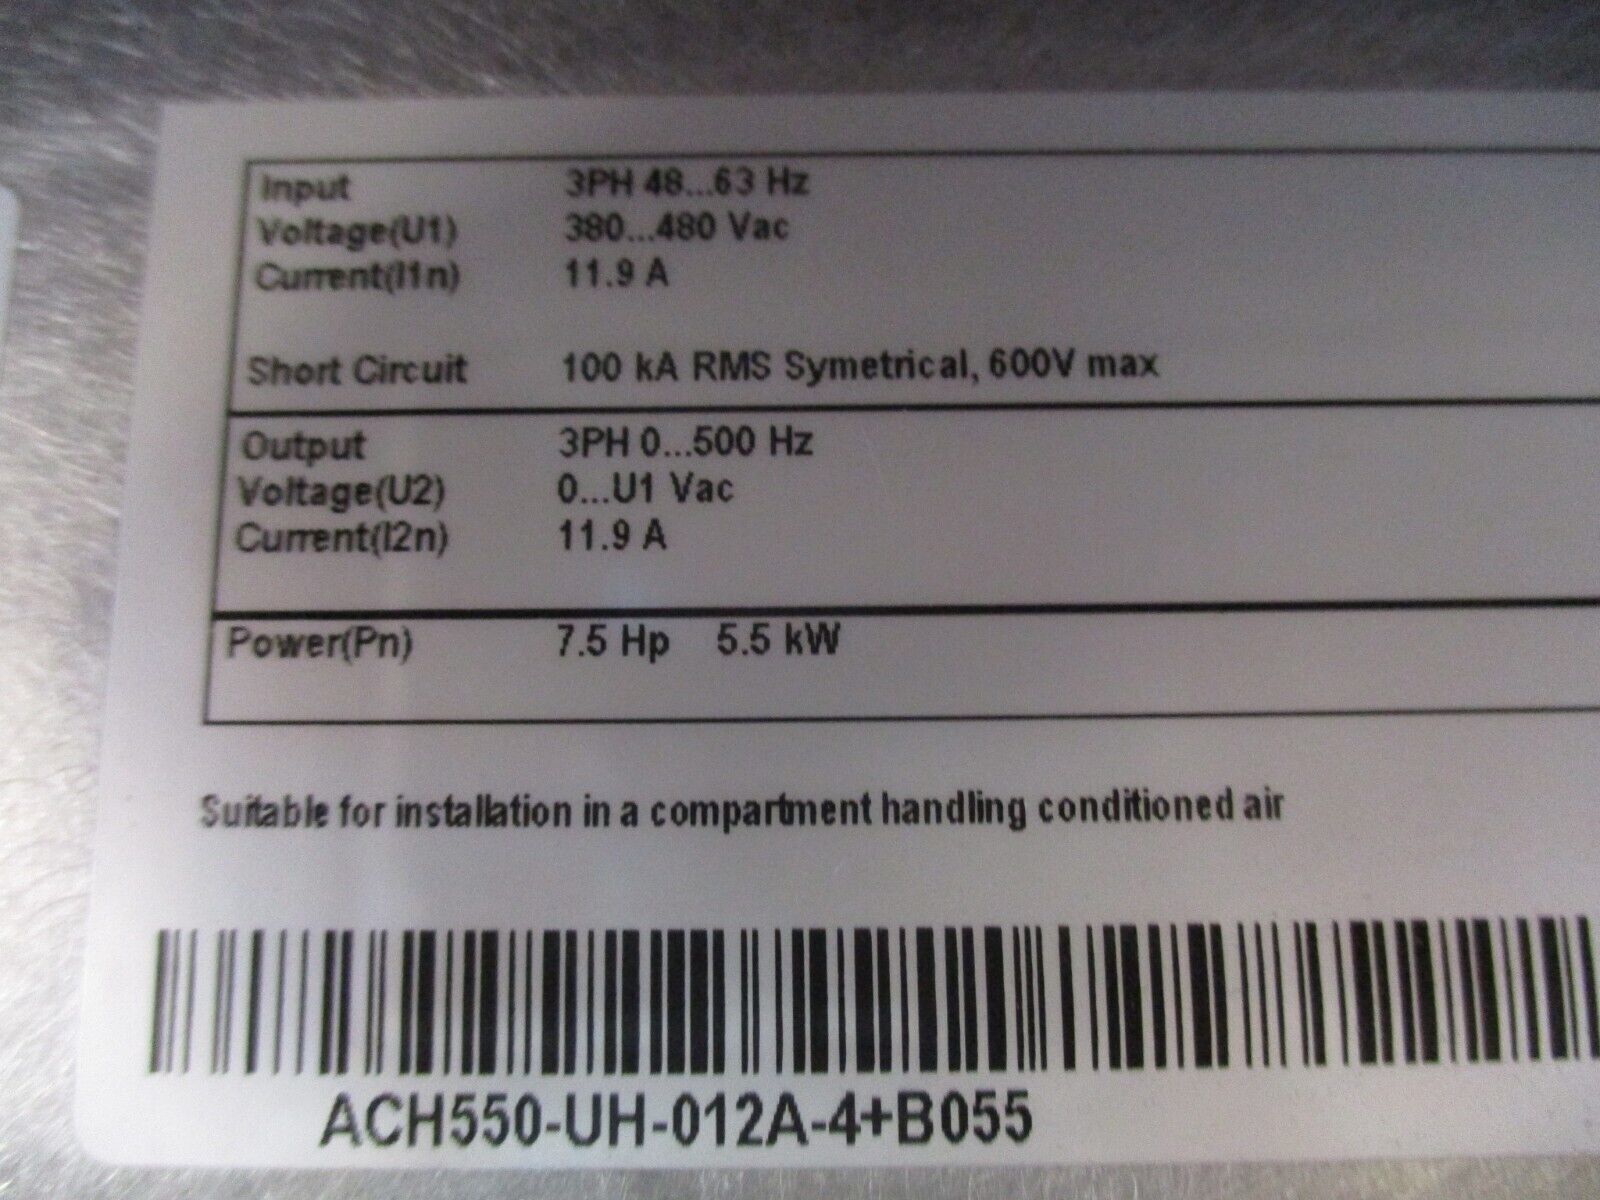 Input 3PH 48...63 Hz
Voltage(U1) 380...480 Vac
Current(I1n) 11.9 A
Short Circuit 100 kA RMS Symetrical, 600V max
Output 3PH 0...500 Hz
Voltage(U2) 0...U1 Vac
Current(I2n) 11.9 A
Power(Pn) 7.5 Hp 5.5 kW
Suitable for installation in a compartment handling conditioned air
ACH550-UH-012A-4+B055